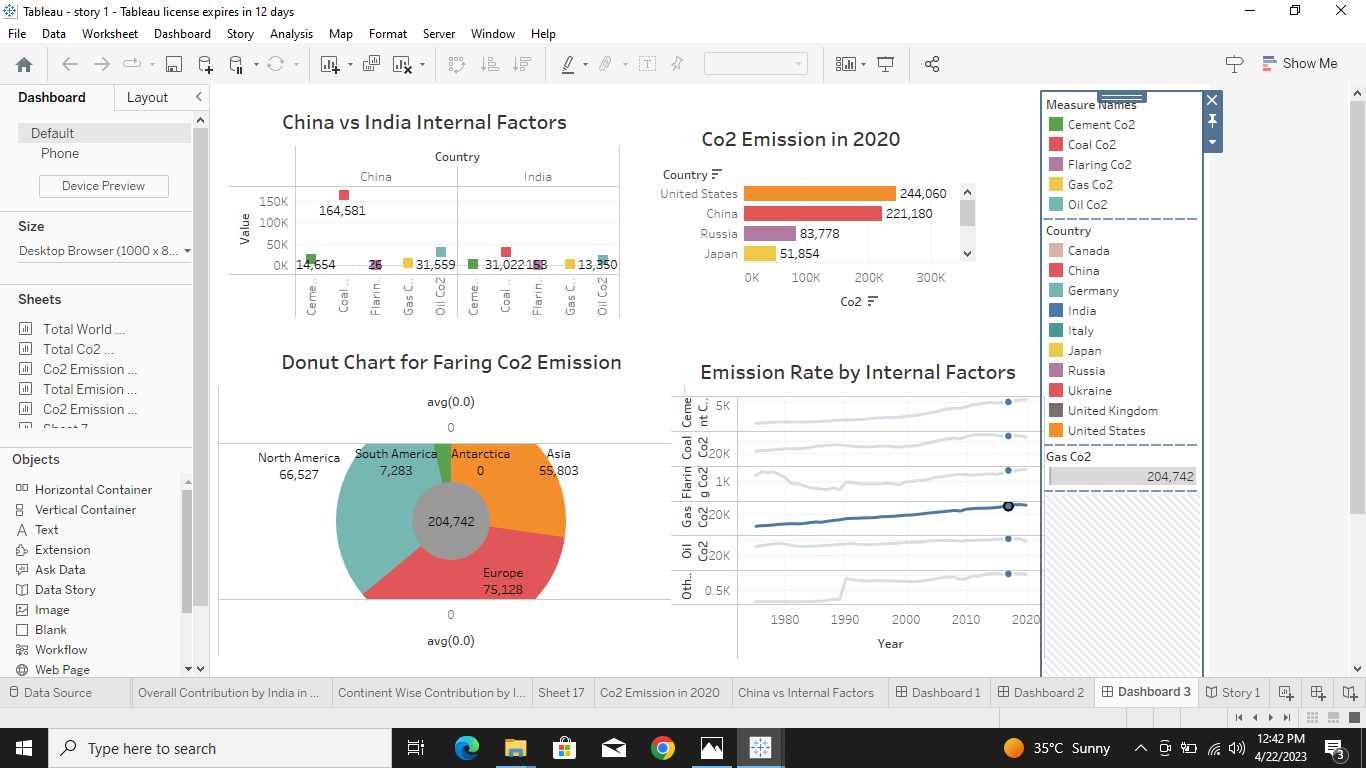 Tableau - story 1 - Tableau license expires in 12 days
File Data Worksheet Dashboard Story Analysis Map Format Server Window Help
Show Me
Dashboard Layout
Default
Phone
Device Preview
Size
Desktop Browser (1000 x 8...
Sheets
Total World ...
Total Co2 ...
Co2 Emission ...
Total Emision ...
Co2 Emission ...
Sheet 7
Objects
Horizontal Container
Vertical Container
Text
Extension
Ask Data
Data Story
Image
Blank
Workflow
Web Page
China vs India Internal Factors
Country
China India
Value
150K
100K
50K
0K
164,581
14,654 26 31,559 31,022 153 13,350
Ceme.. Coal .. Flarin.. Gas C.. Oil Co2 Ceme.. Coal .. Flarin.. Gas C.. Oil Co2
Co2 Emission in 2020
Country
United States 244,060
China 221,180
Russia 83,778
Japan 51,854
0K 100K 200K 300K
Co2
Donut Chart for Faring Co2 Emission
avg(0.0)
0
North America
66,527
South America
7,283
Antarctica
0
Asia
55,803
204,742
Europe
75,128
0
avg(0.0)
Emission Rate by Internal Factors
Ceme
nt C..
5K
Coal
Co2
20K
Flarin
g Co2
1K
Gas
Co2
20K
Oil
Co2
20K
Oth..
0.5K
1980 1990 2000 2010 2020
Year
Measure Names
Cement Co2
Coal Co2
Flaring Co2
Gas Co2
Oil Co2
Country
Canada
China
Germany
India
Italy
Japan
Russia
Ukraine
United Kingdom
United States
Gas Co2
204,742
Data Source Overall Contribution by India in ... Continent Wise Contribution by I... Sheet 17 Co2 Emission in 2020 China vs Internal Factors Dashboard 1 Dashboard 2 Dashboard 3 Story 1
Type here to search
35°C Sunny
12:42 PM
4/22/2023
3